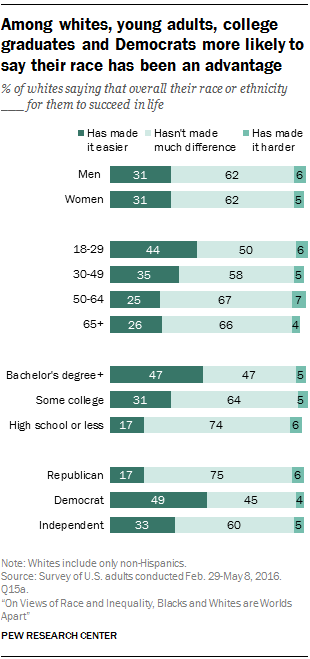 Among whites, young adults, college
graduates and Democrats more likely to
say their race has been an advantage
% of whites saying that overall their race or ethnicity
___ for them to succeed in life
Has made it easier Hasn't made much difference Has made it harder
Men 31 62 6
Women 31 62 5
18-29 44 50 6
30-49 35 58 5
50-64 25 67 7
65+ 26 66 4
Bachelor's degree+ 47 47 5
Some college 31 64 5
High school or less 17 74 6
Republican 17 75 6
Democrat 49 45 4
Independent 33 60 5
Note: Whites include only non-Hispanics.
Source: Survey of U.S. adults conducted Feb. 29-May 8, 2016.
Q15a.
“On Views of Race and Inequality, Blacks and Whites are Worlds
Apart”
PEW RESEARCH CENTER